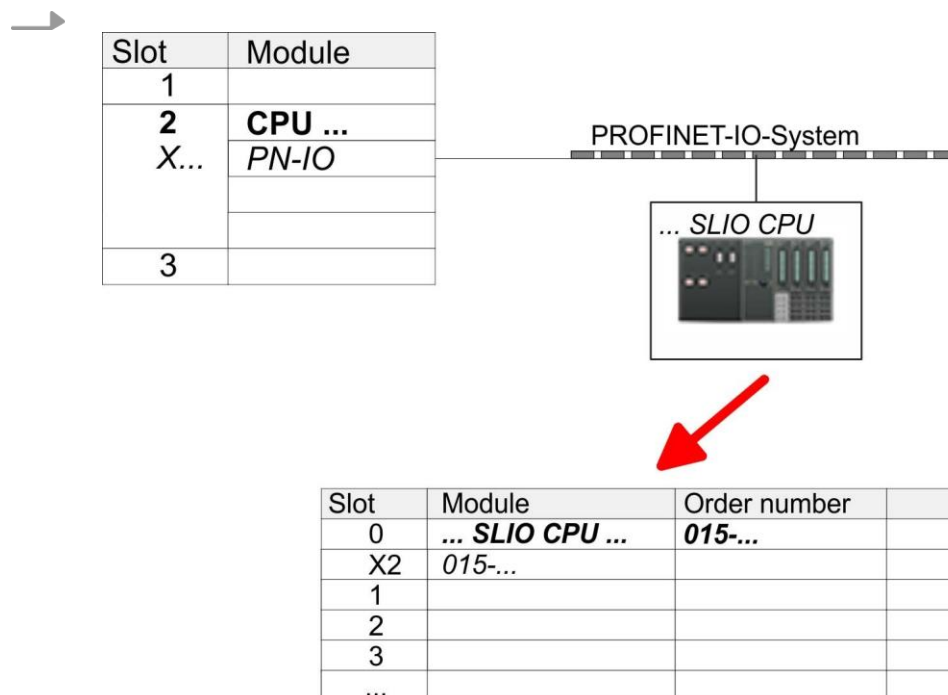 Slot Module
1
2 CPU ...
X... PN-IO
3
PROFINET-IO-System
... SLIO CPU
Slot Module Order number
0 ... SLIO CPU ... 015-...
X2 015-...
1
2
3
...